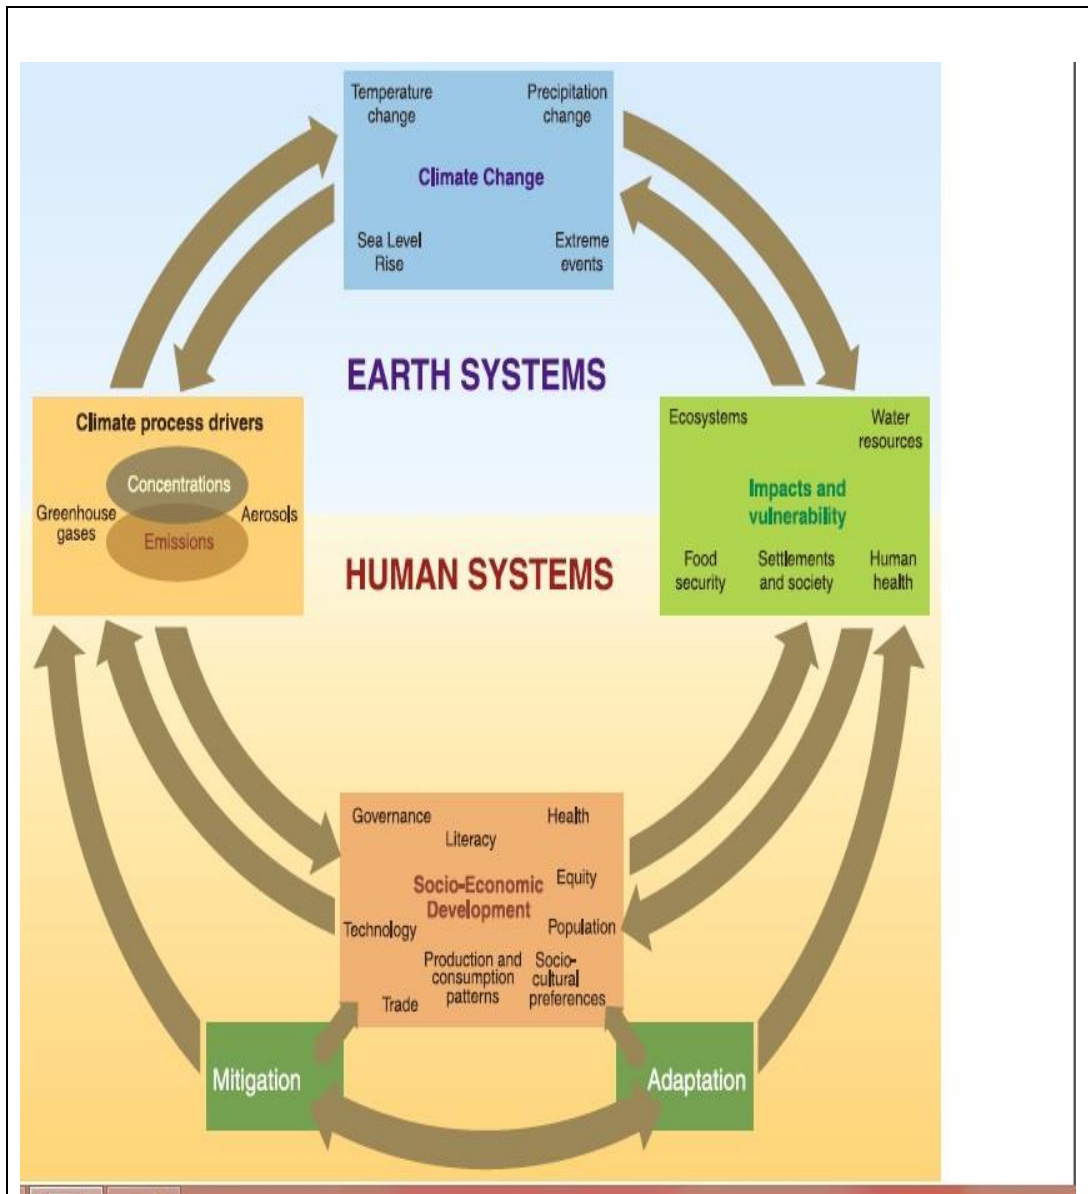 Temperature
change
Precipitation
change
Climate Change
Sea Level
Rise
Extreme
events
EARTH SYSTEMS
Climate process drivers
Concentrations
Greenhouse
gases
Aerosols
Emissions
Ecosystems
Water
resources
Impacts and
vulnerability
Food
security
Settlements
and society
Human
health
HUMAN SYSTEMS
Governance
Literacy
Health
Socio-Economic
Development
Equity
Technology
Population
Production and
consumption
patterns
Socio-
cultural
preferences
Trade
Mitigation
Adaptation